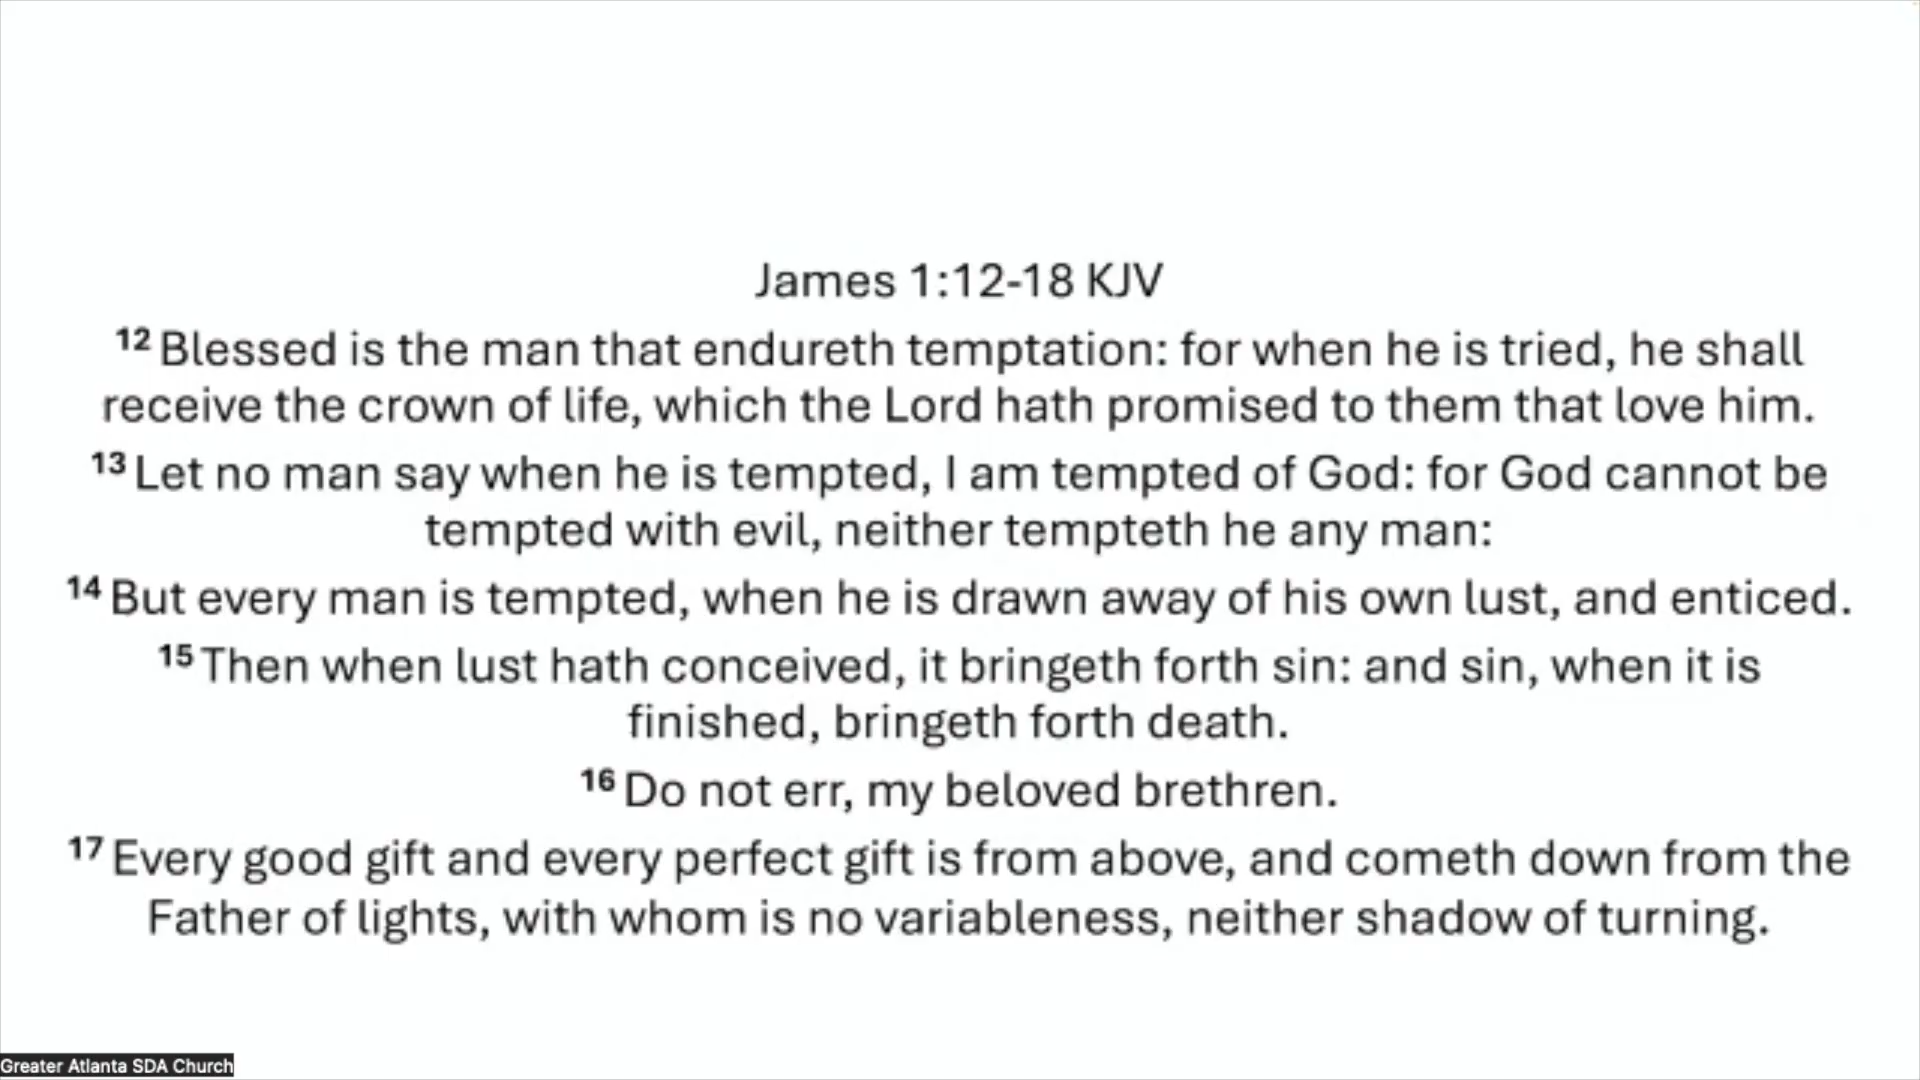 James 1:12-18 KJV
12 Blessed is the man that endureth temptation: for when he is tried, he shall
receive the crown of life, which the Lord hath promised to them that love him.
13 Let no man say when he is tempted, I am tempted of God: for God cannot be
tempted with evil, neither tempteth he any man:
14 But every man is tempted, when he is drawn away of his own lust, and enticed.
15 Then when lust hath conceived, it bringeth forth sin: and sin, when it is
finished, bringeth forth death.
16 Do not err, my beloved brethren.
17 Every good gift and every perfect gift is from above, and cometh down from the
Father of lights, with whom is no variableness, neither shadow of turning.
Greater Atlanta SDA Church